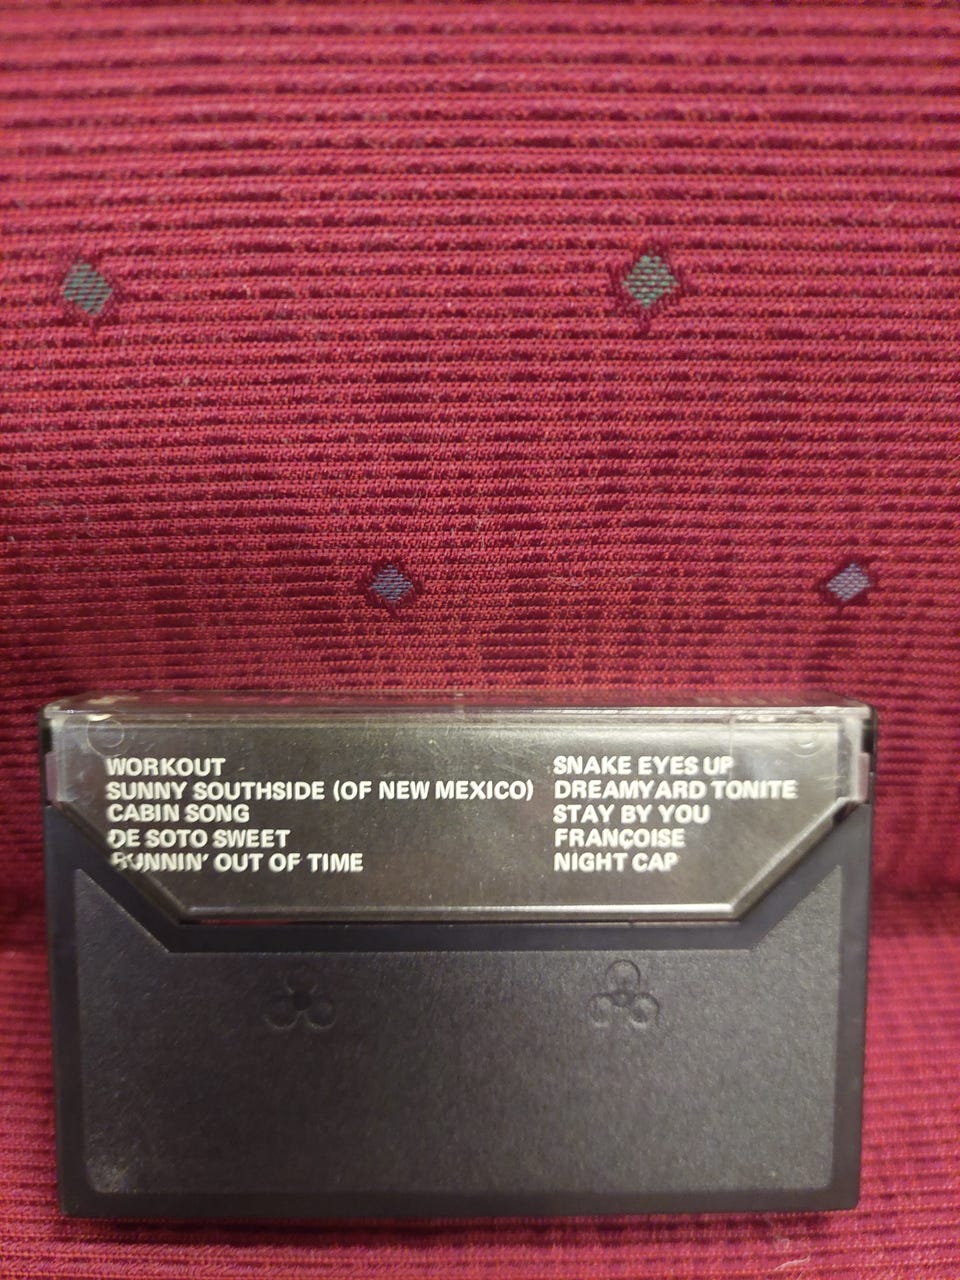 WORKOUT
SUNNY SOUTHSIDE (OF NEW MEXICO)
CABIN SONG
DE SOTO SWEET
RUNNIN' OUT OF TIME
SNAKE EYES UP
DREAMYARD TONITE
STAY BY YOU
FRANÇOISE
NIGHT CAP